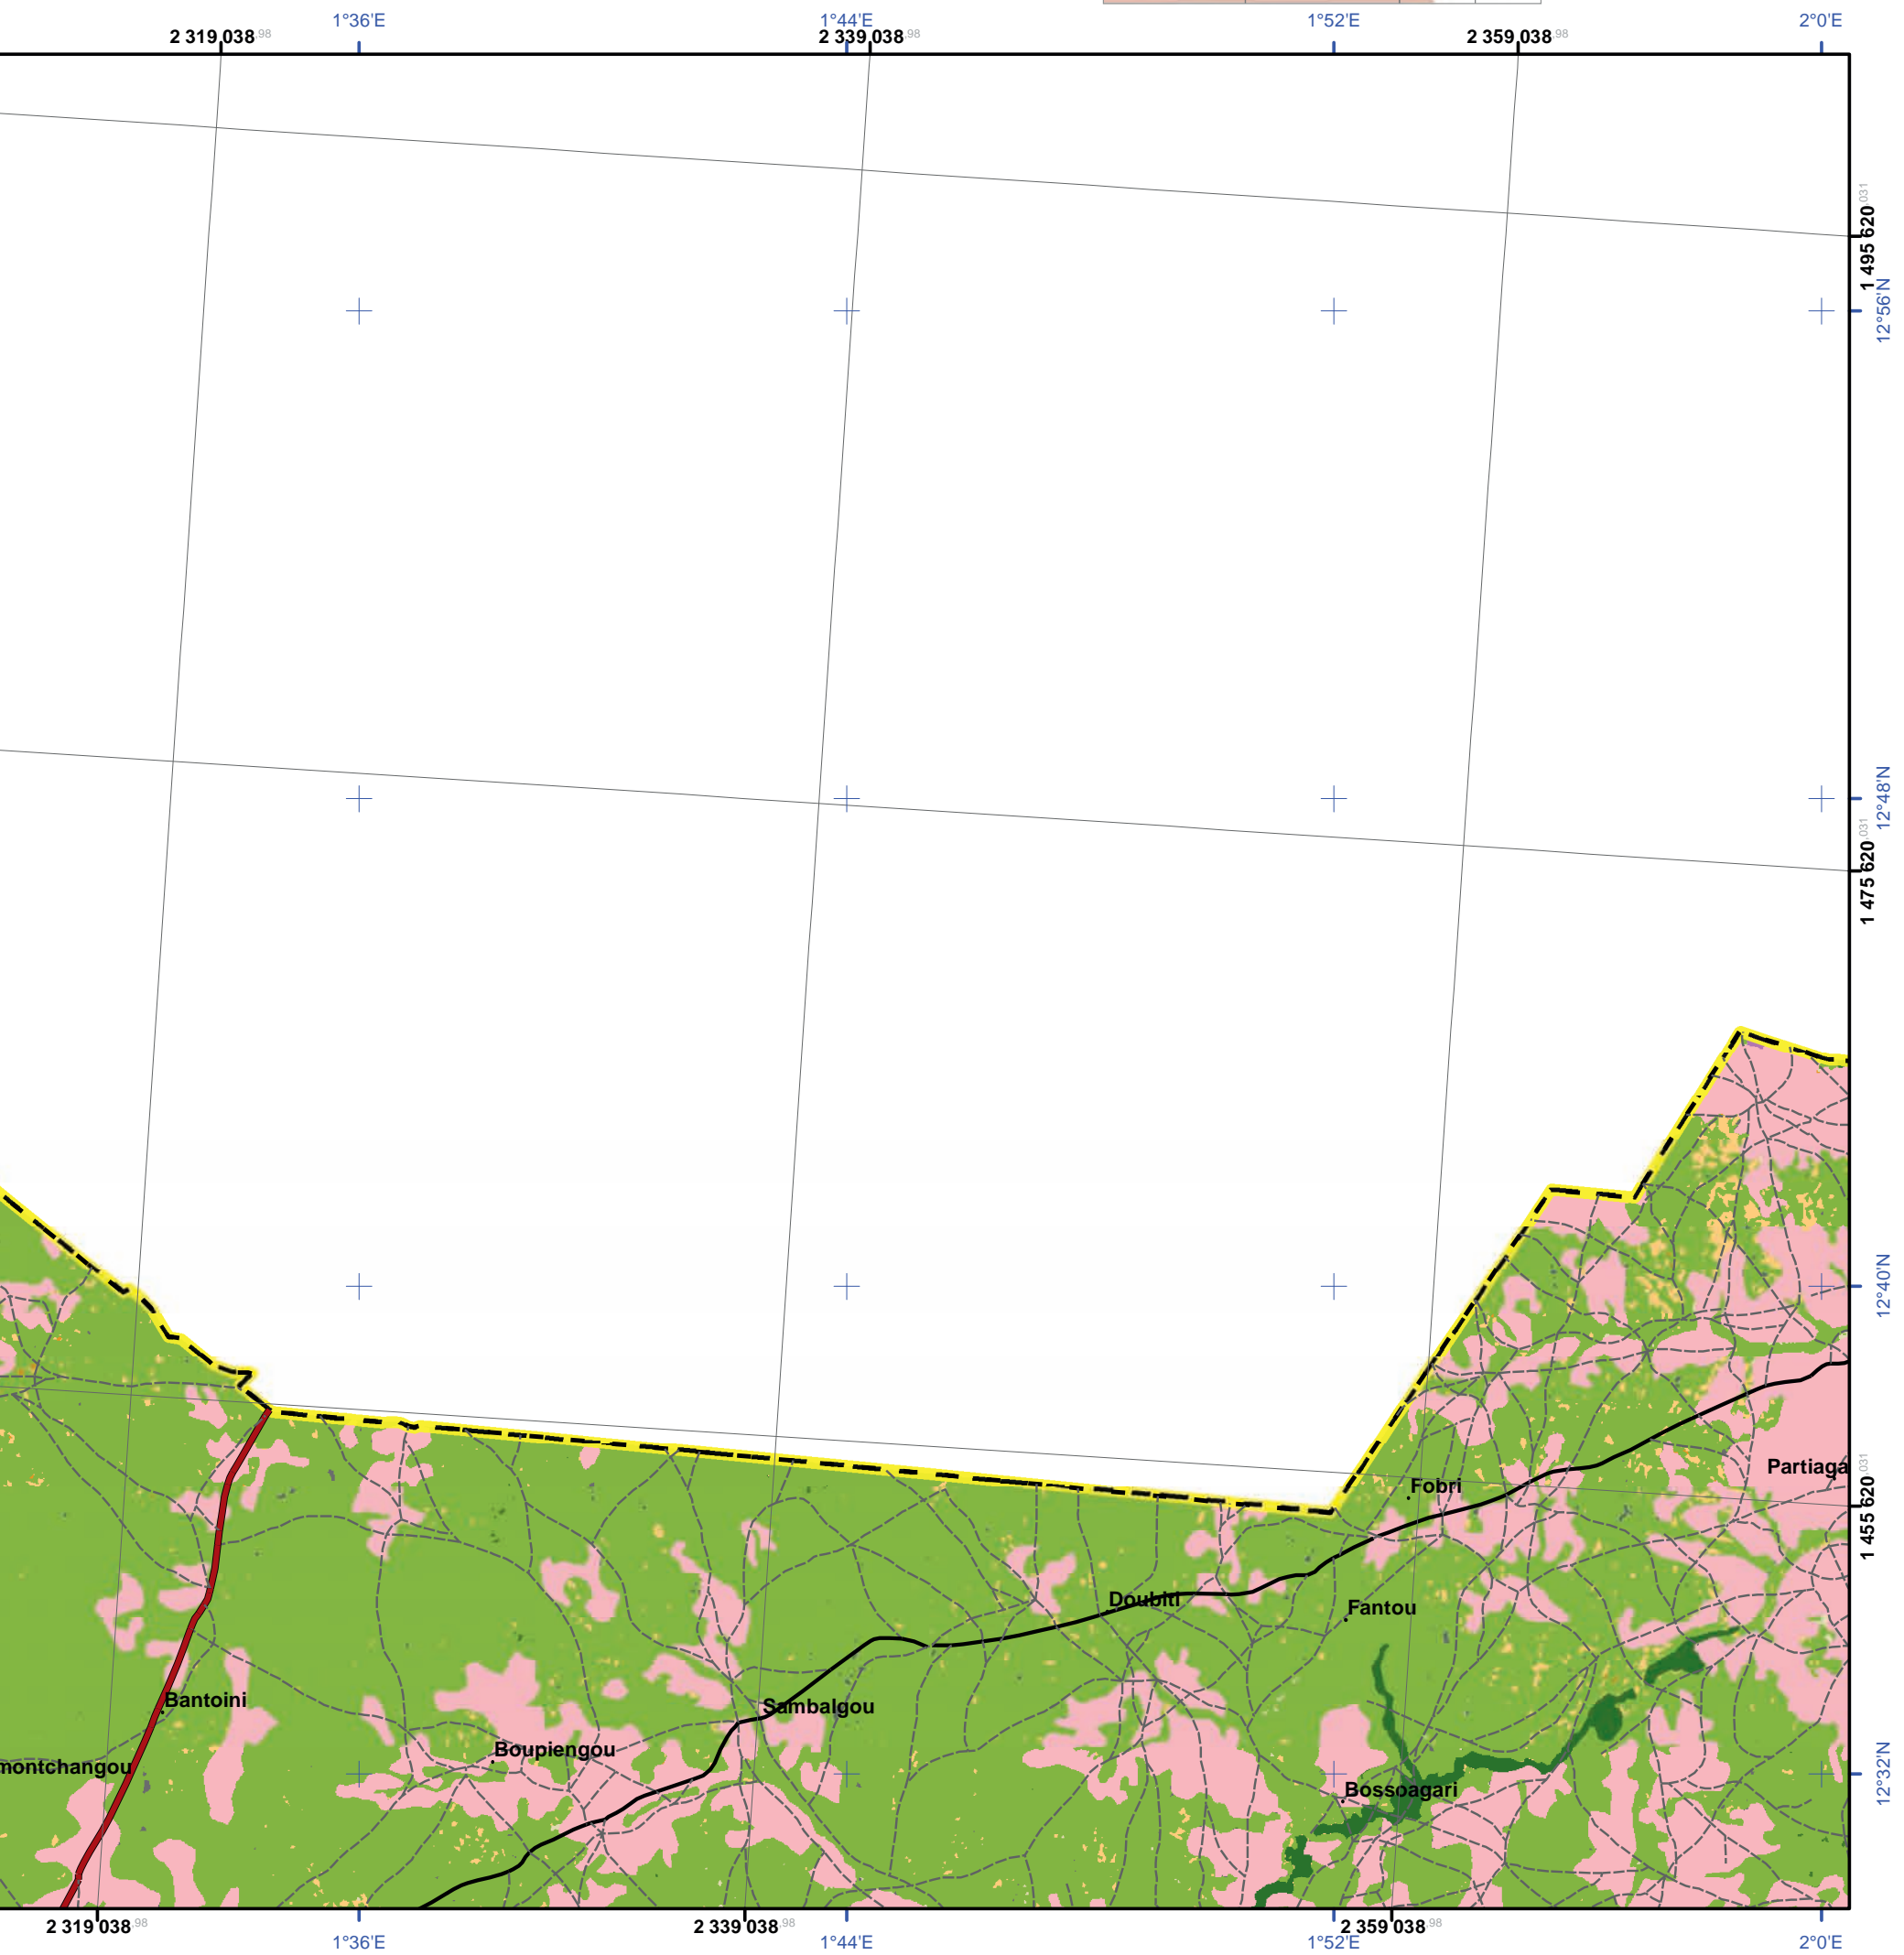 1°36'E 1°44'E 1°52'E 2°0'E
2 319 038.98 2 339 038.98 2 359 038.98
1 495 620.031
12°56'N
12°48'N
1 475 620.031
12°40'N
Partiaga
1 455 620.031
Fobri
Doubiti
Fantou
Bantoini
Sambalgou
Boupiengou
montchangou
12°32'N
Bossoagari
2 319 038.98 2 339 038.98 2 359 038.98
1°36'E 1°44'E 1°52'E 2°0'E